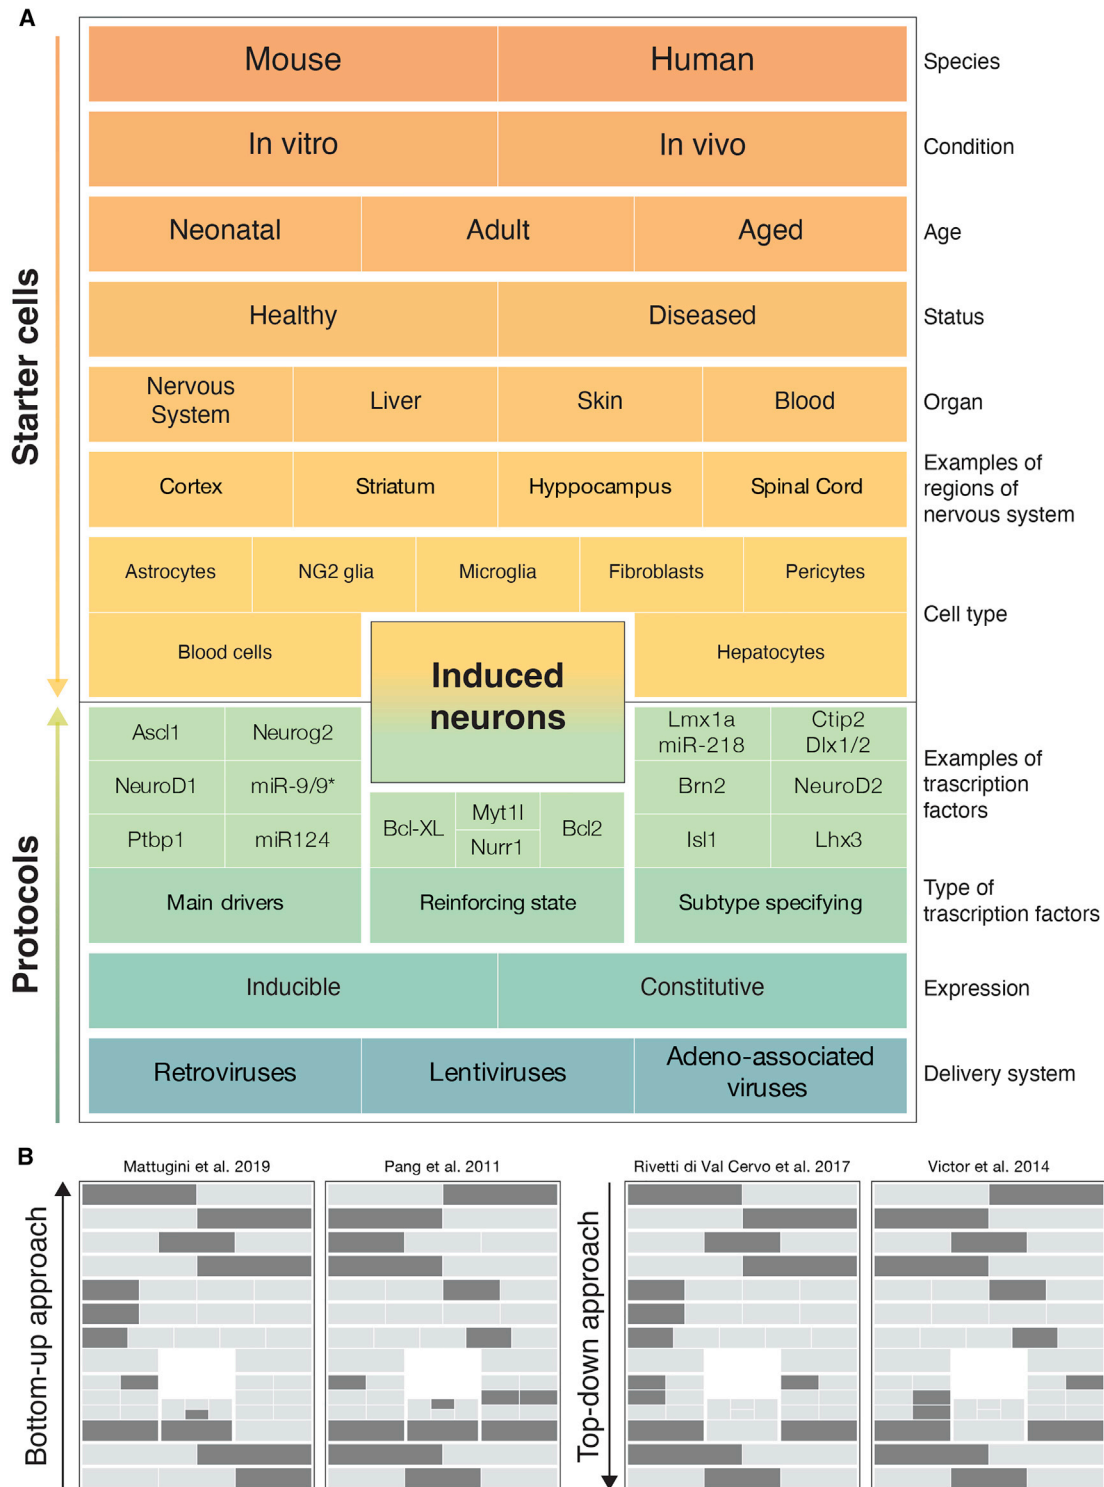 A
Starter cells
Mouse
Human
Species
In vitro
In vivo
Condition
Neonatal
Adult
Aged
Age
Healthy
Diseased
Status
Nervous
System
Liver
Skin
Blood
Organ
Cortex
Striatum
Hyppocampus
Spinal Cord
Examples of
regions of
nervous system
Astrocytes
NG2 glia
Microglia
Fibroblasts
Pericytes
Cell type
Blood cells
Hepatocytes
Induced
neurons
Protocols
Ascl1
Neurog2
NeuroD1
miR-9/9*
Ptbp1
miR124
Bcl-XL
Myt1l
Nurr1
Bcl2
Lmx1a
miR-218
Ctip2
Dlx1/2
Brn2
NeuroD2
Isl1
Lhx3
Examples of
trascription
factors
Main drivers
Reinforcing state
Subtype specifying
Type of
trascription factors
Inducible
Constitutive
Expression
Retroviruses
Lentiviruses
Adeno-associated
viruses
Delivery system
B
Bottom-up approach
Mattugini et al. 2019
Pang et al. 2011
Top-down approach
Rivetti di Val Cervo et al. 2017
Victor et al. 2014